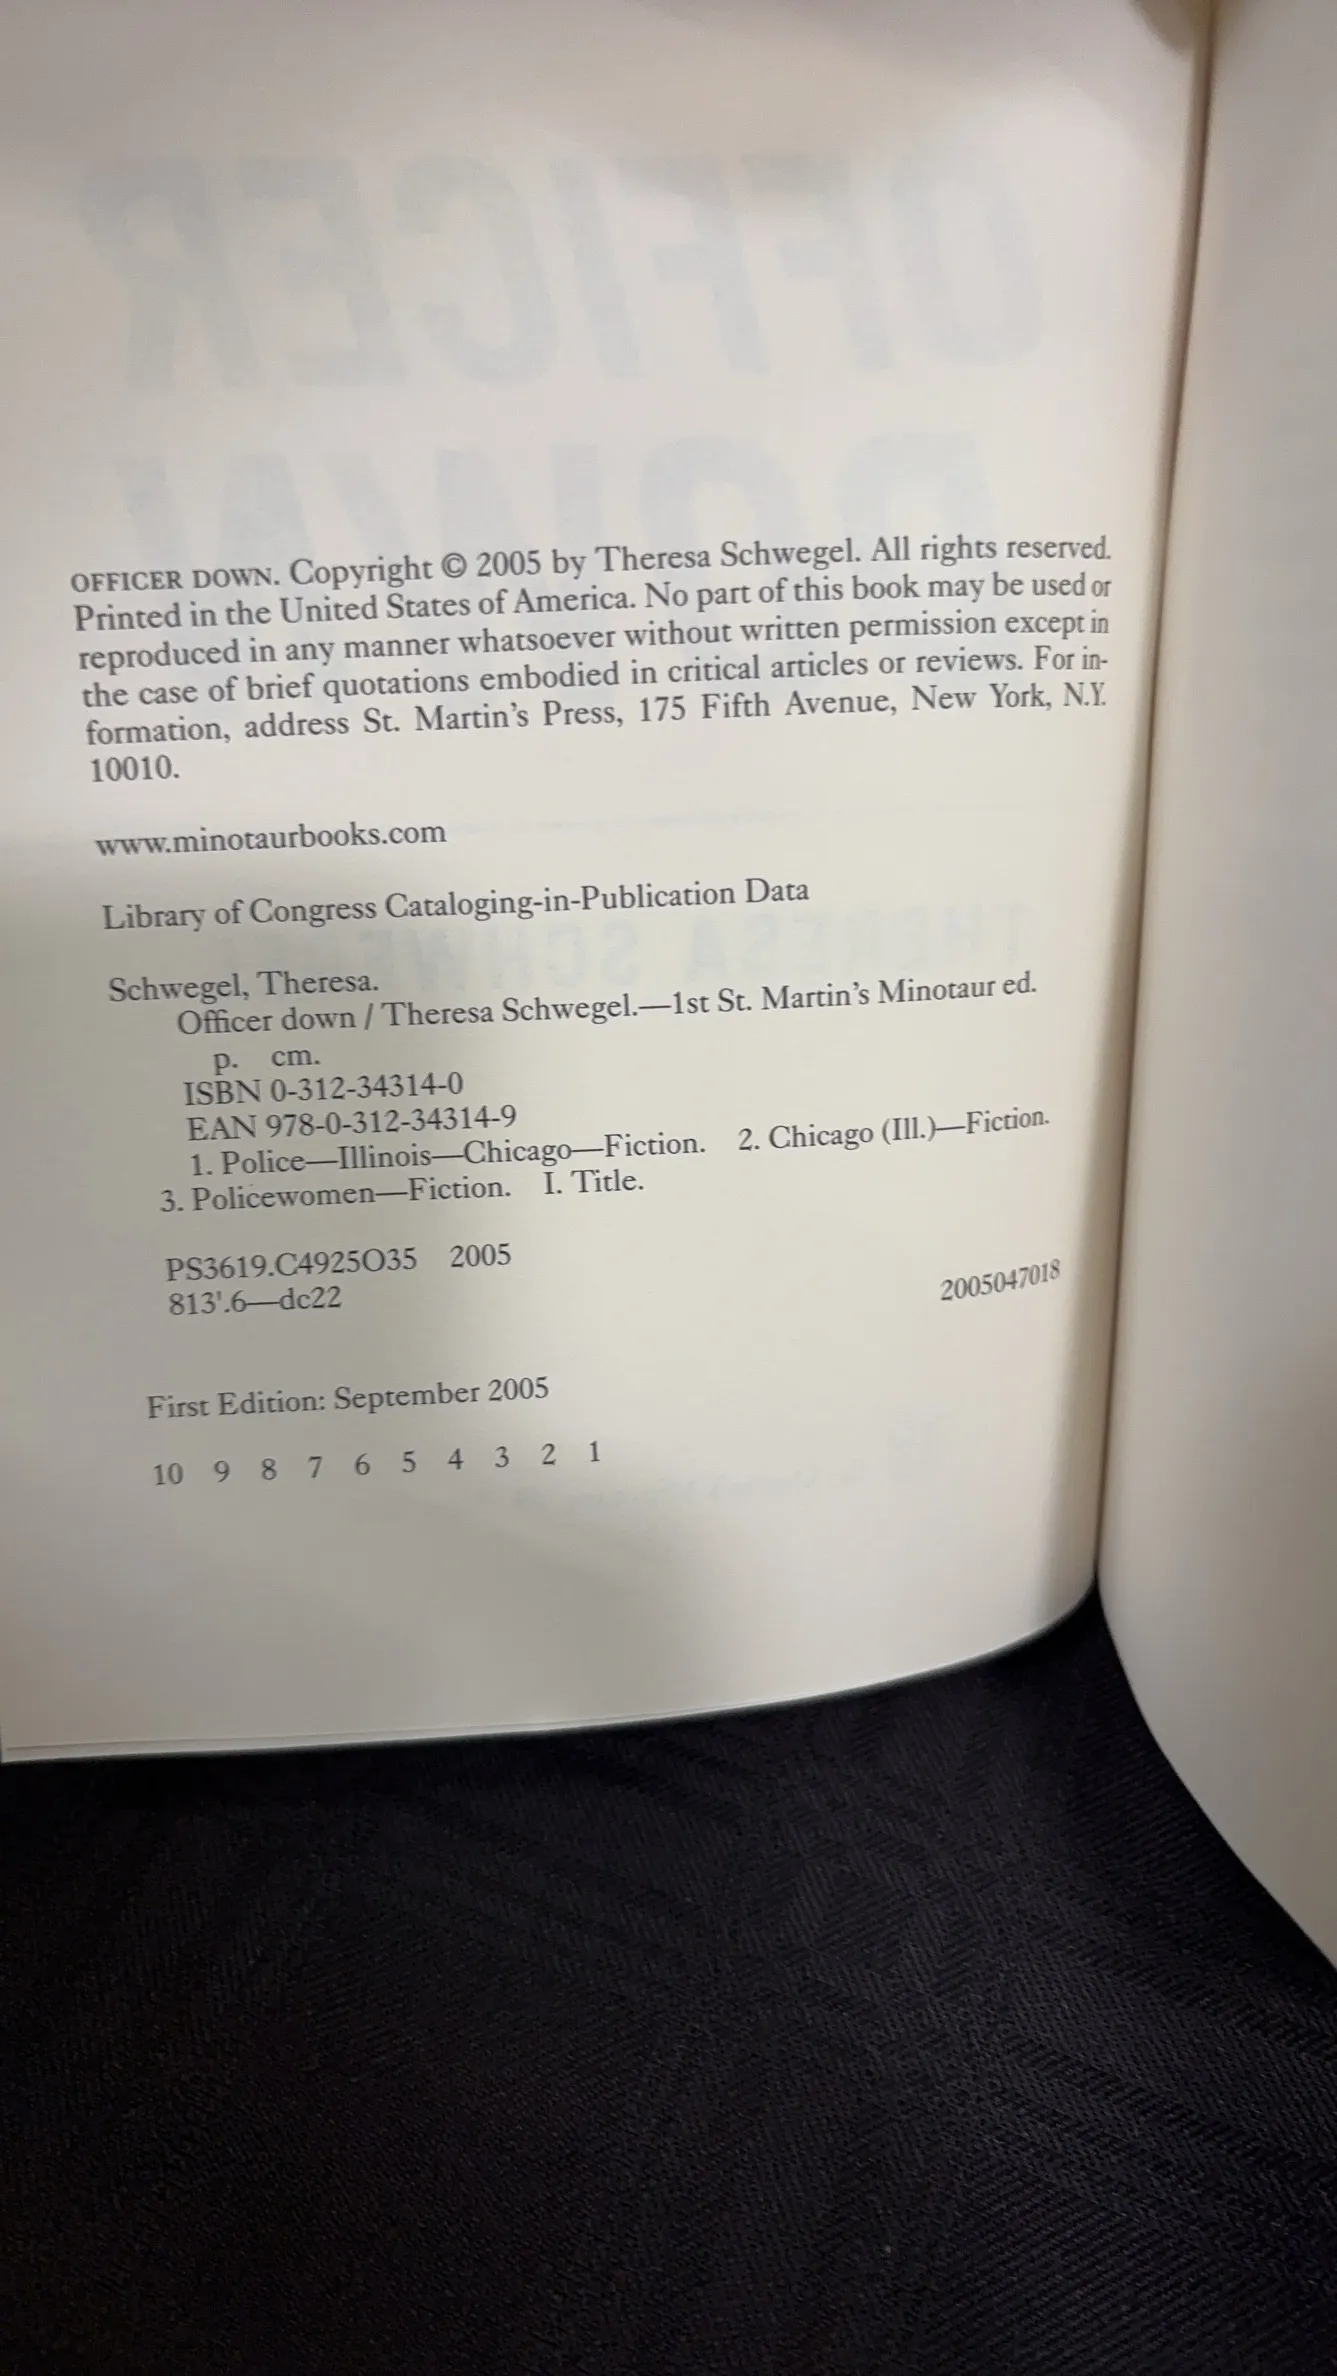 OFFICER DOWN. Copyright © 2005 by Theresa Schwegel. All rights reserved.
Printed in the United States of America. No part of this book may be used or
reproduced in any manner whatsoever without written permission except in
the case of brief quotations embodied in critical articles or reviews. For in-
formation, address St. Martin's Press, 175 Fifth Avenue, New York, N.Y.
10010.
www.minotaurbooks.com
Library of Congress Cataloging-in-Publication Data
Schwegel, Theresa.
Officer down / Theresa Schwegel.—1st St. Martin's Minotaur ed.
p. cm.
ISBN 0-312-34314-0
EAN 978-0-312-34314-9
1. Police—Illinois—Chicago—Fiction. 2. Chicago (Ill.)—Fiction.
3. Policewomen—Fiction. I. Title.
PS3619.C4925O35 2005
813'.6—dc22
2005047018
First Edition: September 2005
10 9 8 7 6 5 4 3 2 1